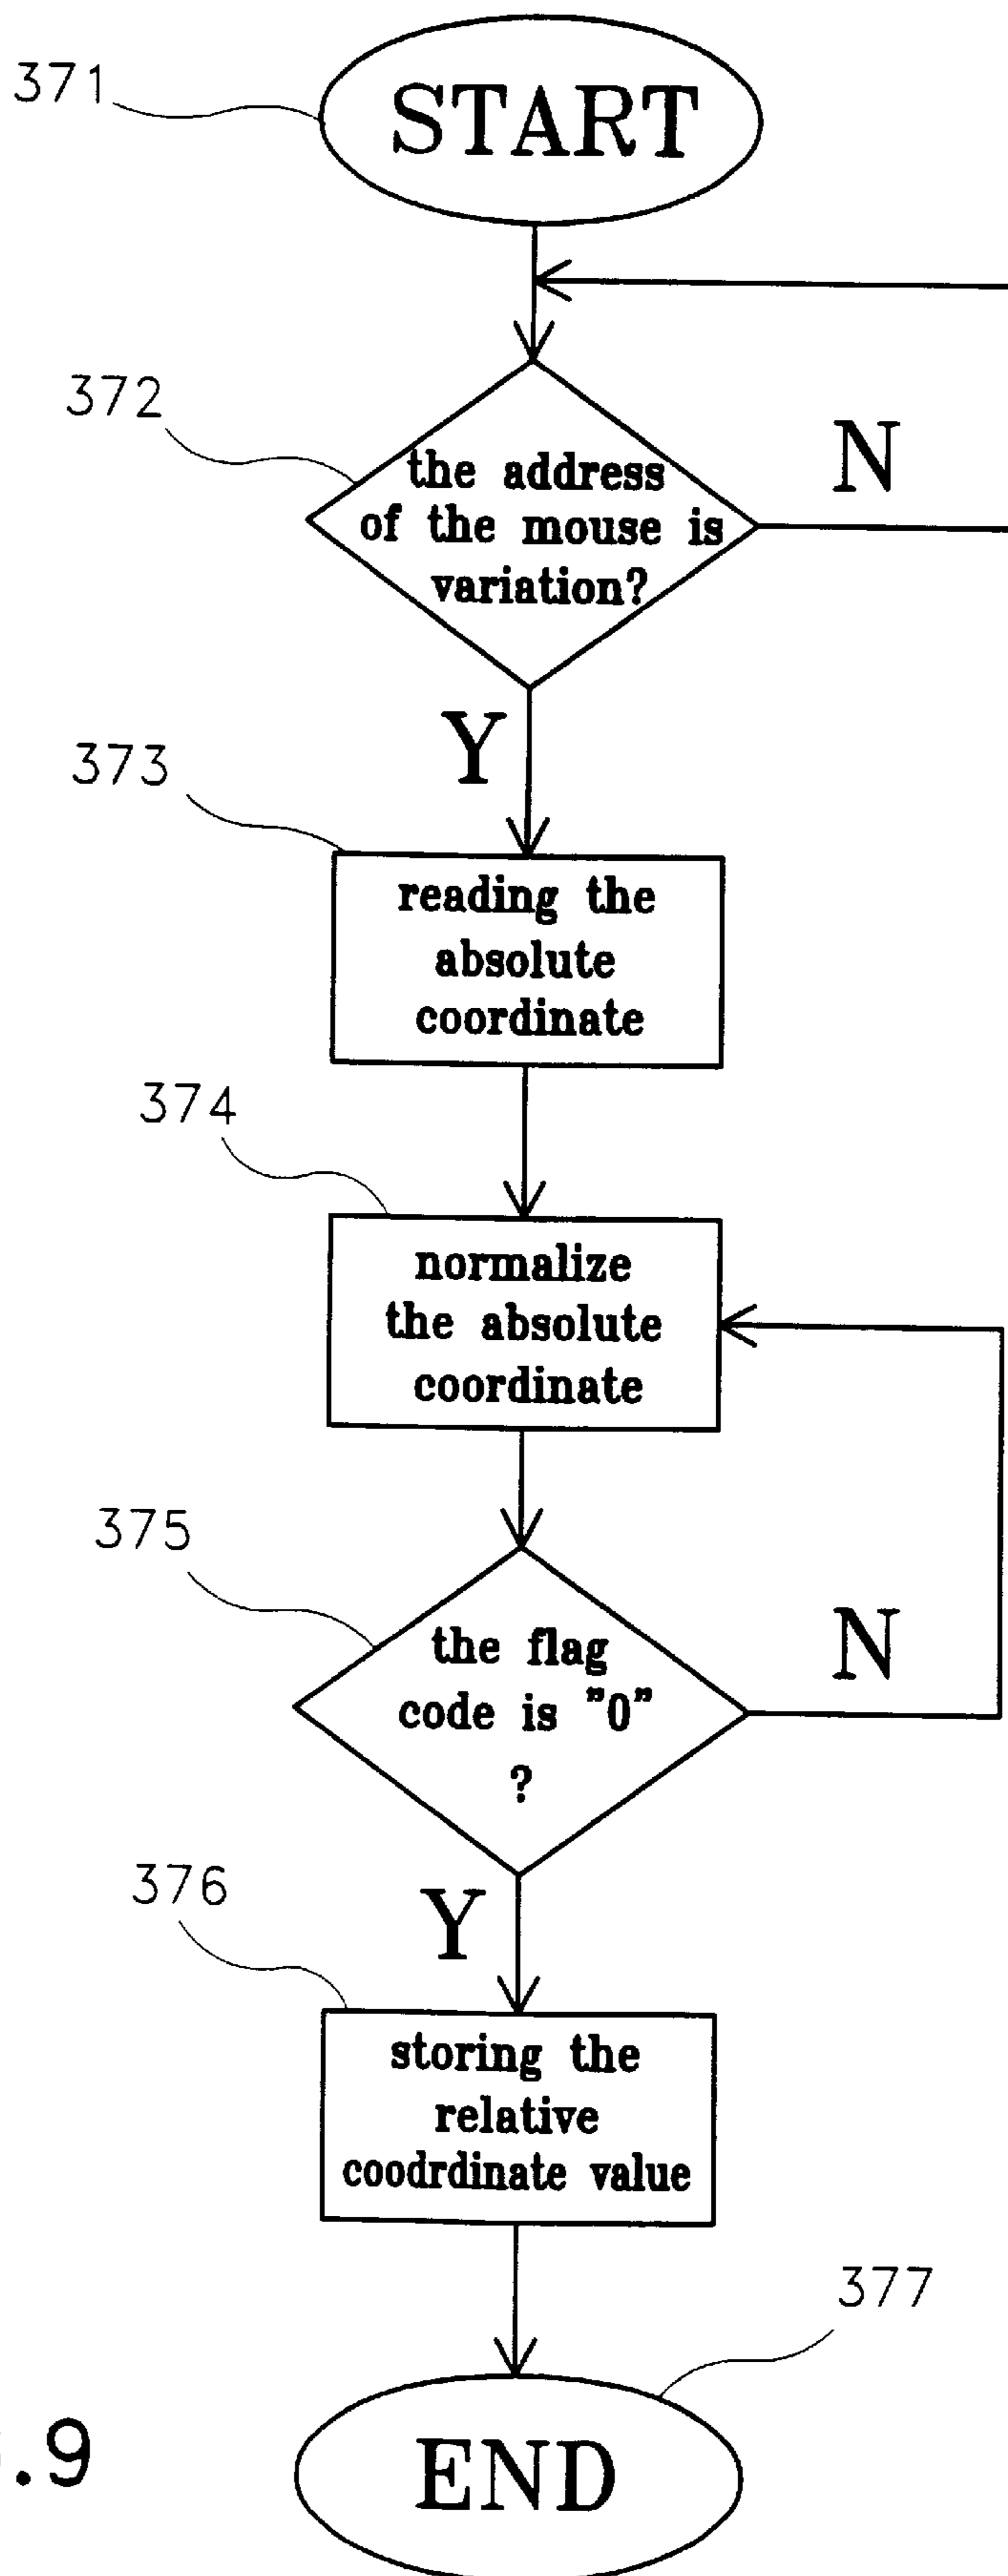 371
START
372
the address
of the mouse is
variation?
N
Y
373
reading the
absolute
coordinate
374
normalize
the absolute
coordinate
375
the flag
code is "0"
?
N
Y
376
storing the
relative
coodrdinate value
377
END
.9